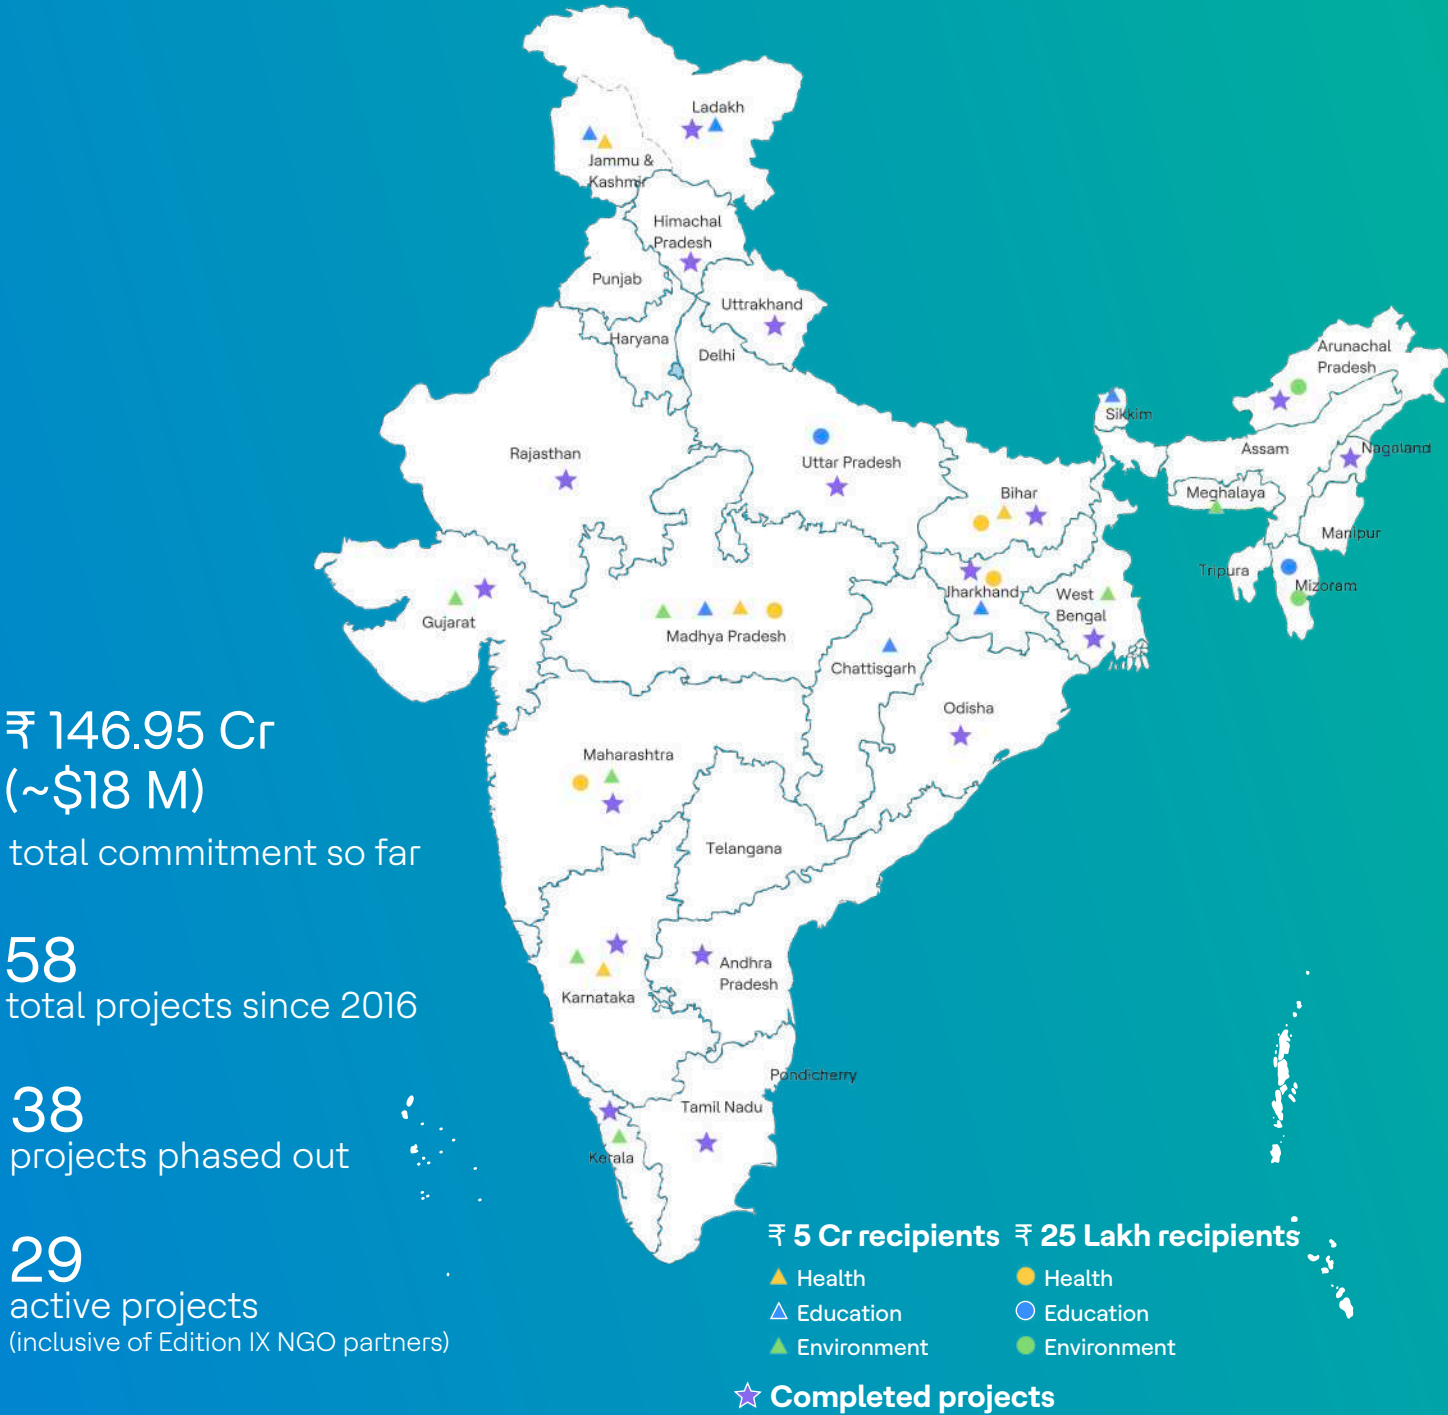 Ladakh
Jammu &
Kashmir
Himachal
Pradesh
Punjab
Uttrakhand
Haryana
Delhi
Arunachal
Pradesh
Sikkim
Rajasthan
Uttar Pradesh
Assam
Nagaland
Bihar
Meghalaya
Manipur
Tripura
Mizoram
Jharkhand
West
Bengal
Gujarat
Madhya Pradesh
Chattisgarh
Odisha
Maharashtra
Telangana
Karnataka
Andhra
Pradesh
Pondicherry
Tamil Nadu
Kerala
₹ 146.95 Cr
(~$18 M)
total commitment so far
58
total projects since 2016
38
projects phased out
29
active projects
(inclusive of Edition IX NGO partners)
₹ 5 Cr recipients
Health
Education
Environment
₹ 25 Lakh recipients
Health
Education
Environment
Completed projects